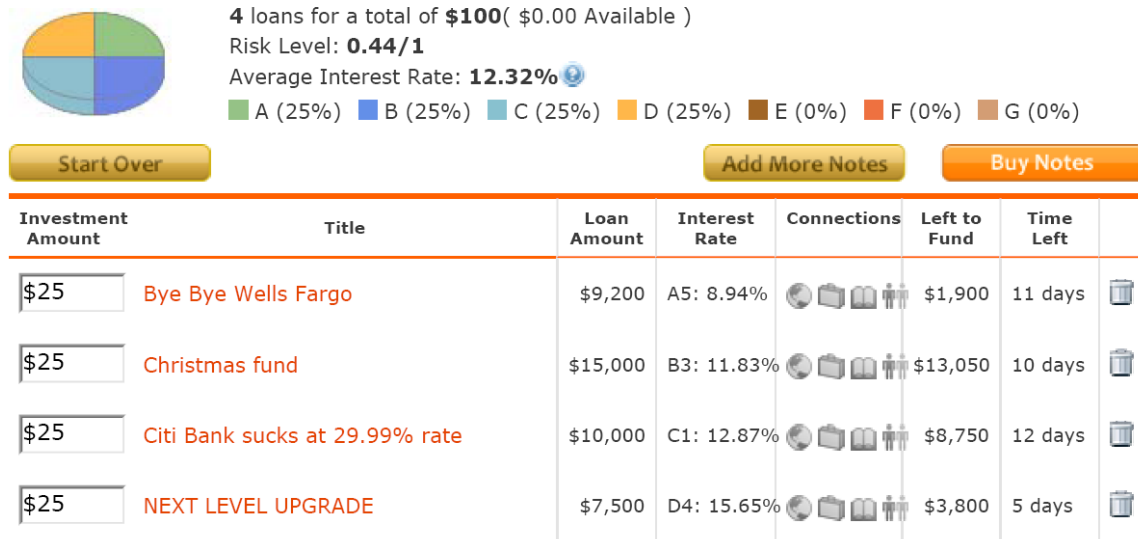 4 loans for a total of $100( $0.00 Available )
Risk Level: 0.44/1
Average Interest Rate: 12.32% ?
A (25%) B (25%) C (25%) D (25%) E (0%) F (0%) G (0%)
Start Over Add More Notes Buy Notes
Investment Amount Title Loan Amount Interest Rate Connections Left to Fund Time Left
$25 Bye Bye Wells Fargo $9,200 A5: 8.94% $1,900 11 days
$25 Christmas fund $15,000 B3: 11.83% $13,050 10 days
$25 Citi Bank sucks at 29.99% rate $10,000 C1: 12.87% $8,750 12 days
$25 NEXT LEVEL UPGRADE $7,500 D4: 15.65% $3,800 5 days